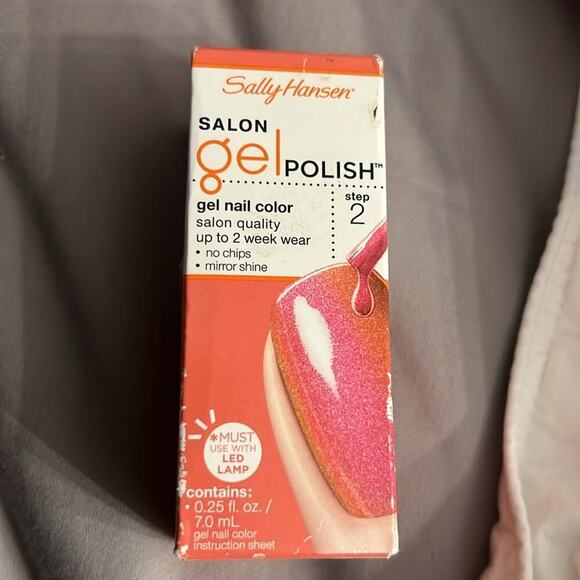 Sally Hansen®
SALON
gel POLISH™
step
2
gel nail color
salon quality
up to 2 week wear
• no chips
• mirror shine
*MUST
USE WITH
LED
LAMP
contains:
• 0.25 fl. oz. /
7.0 mL
gel nail color
instruction sheet